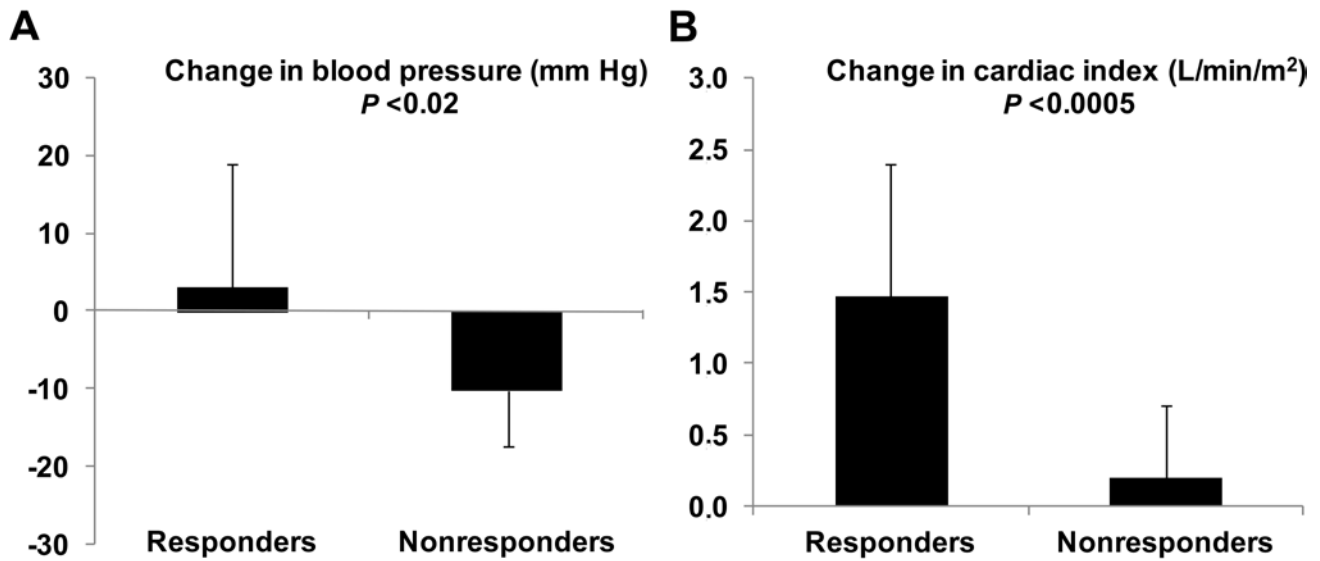 A
Change in blood pressure (mm Hg)
P <0.02
30
20
10
0
-10
-20
-30
Responders Nonresponders
B
Change in cardiac index (L/min/m²)
P <0.0005
3.0
2.5
2.0
1.5
1.0
0.5
0.0
Responders Nonresponders